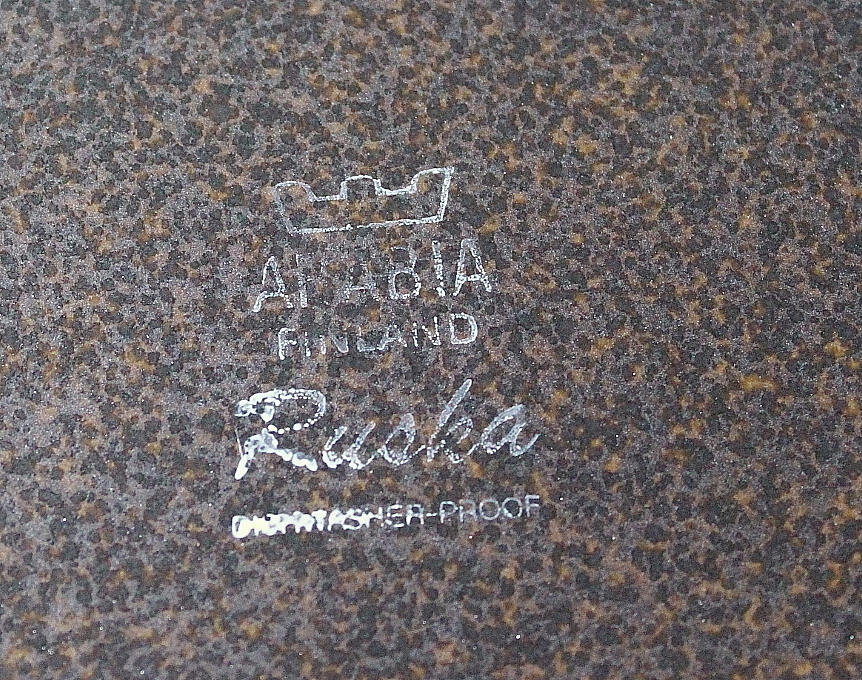 ARABIA
FINLAND
Ruska
DISHWASHER-PROOF